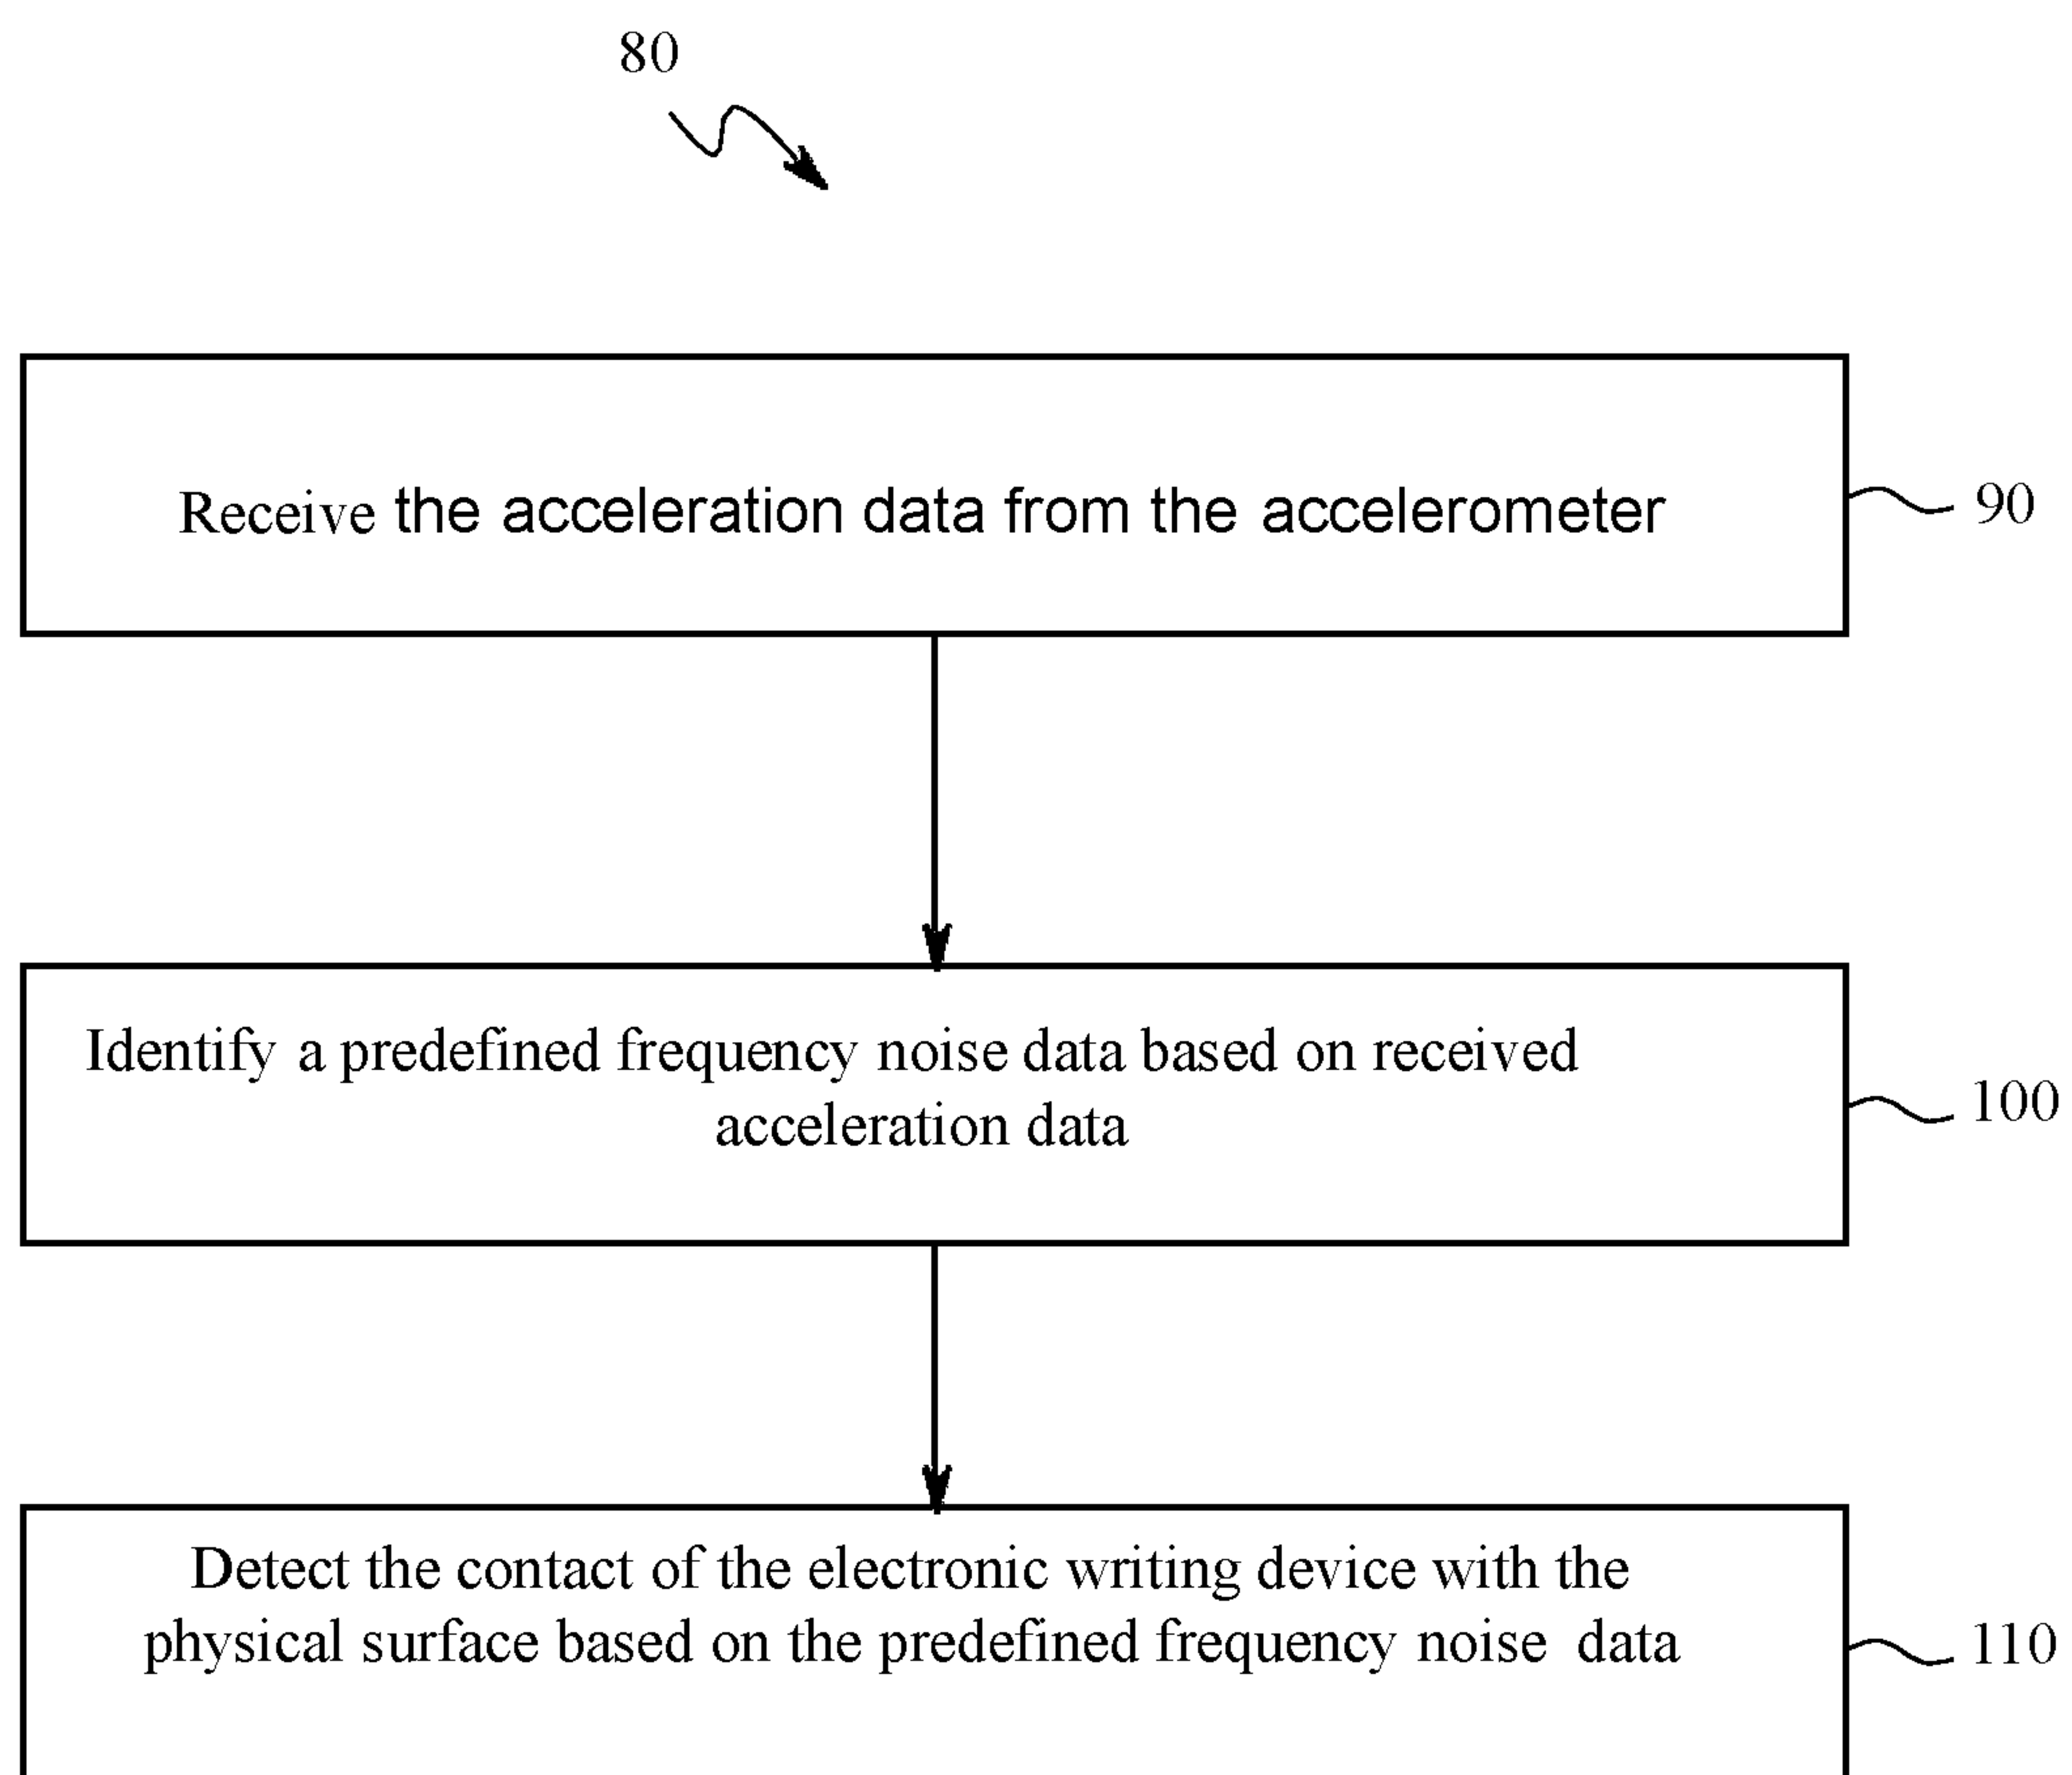 80
Receive the acceleration data from the accelerometer
90
Identify a predefined frequency noise data based on received
acceleration data
100
Detect the contact of the electronic writing device with the
physical surface based on the predefined frequency noise data
110